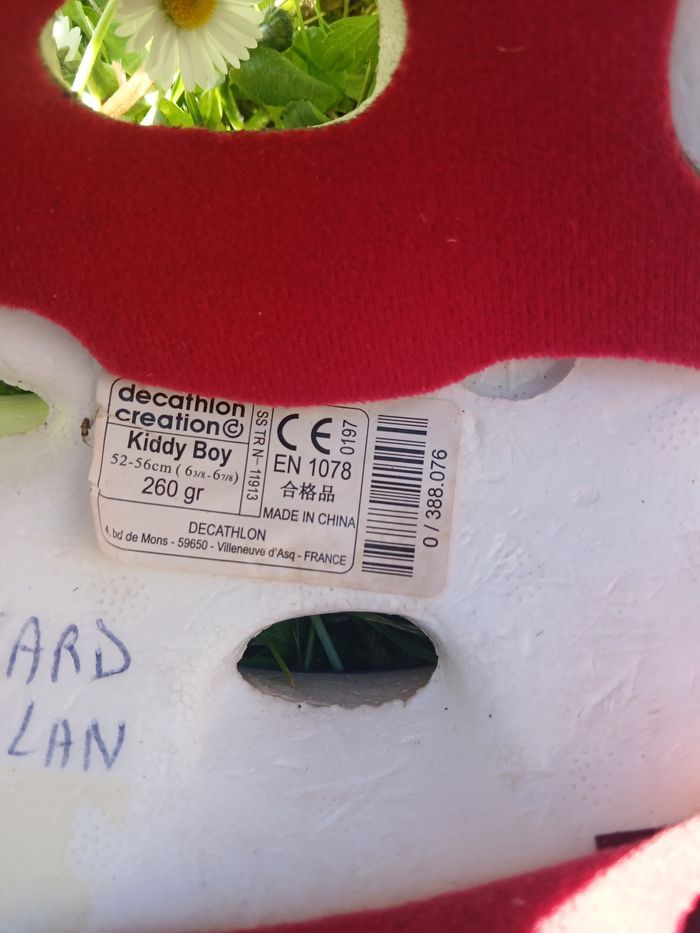 decathlon
creation©
Kiddy Boy
52-56cm ( 6 3/8 - 6 7/8)
260 gr
SS TR N- 11913
CE 0197
EN 1078
合格品
MADE IN CHINA
DECATHLON
4, bd de Mons - 59650 - Villeneuve d'Asq - FRANCE
0 / 388.076
ARD
LAN